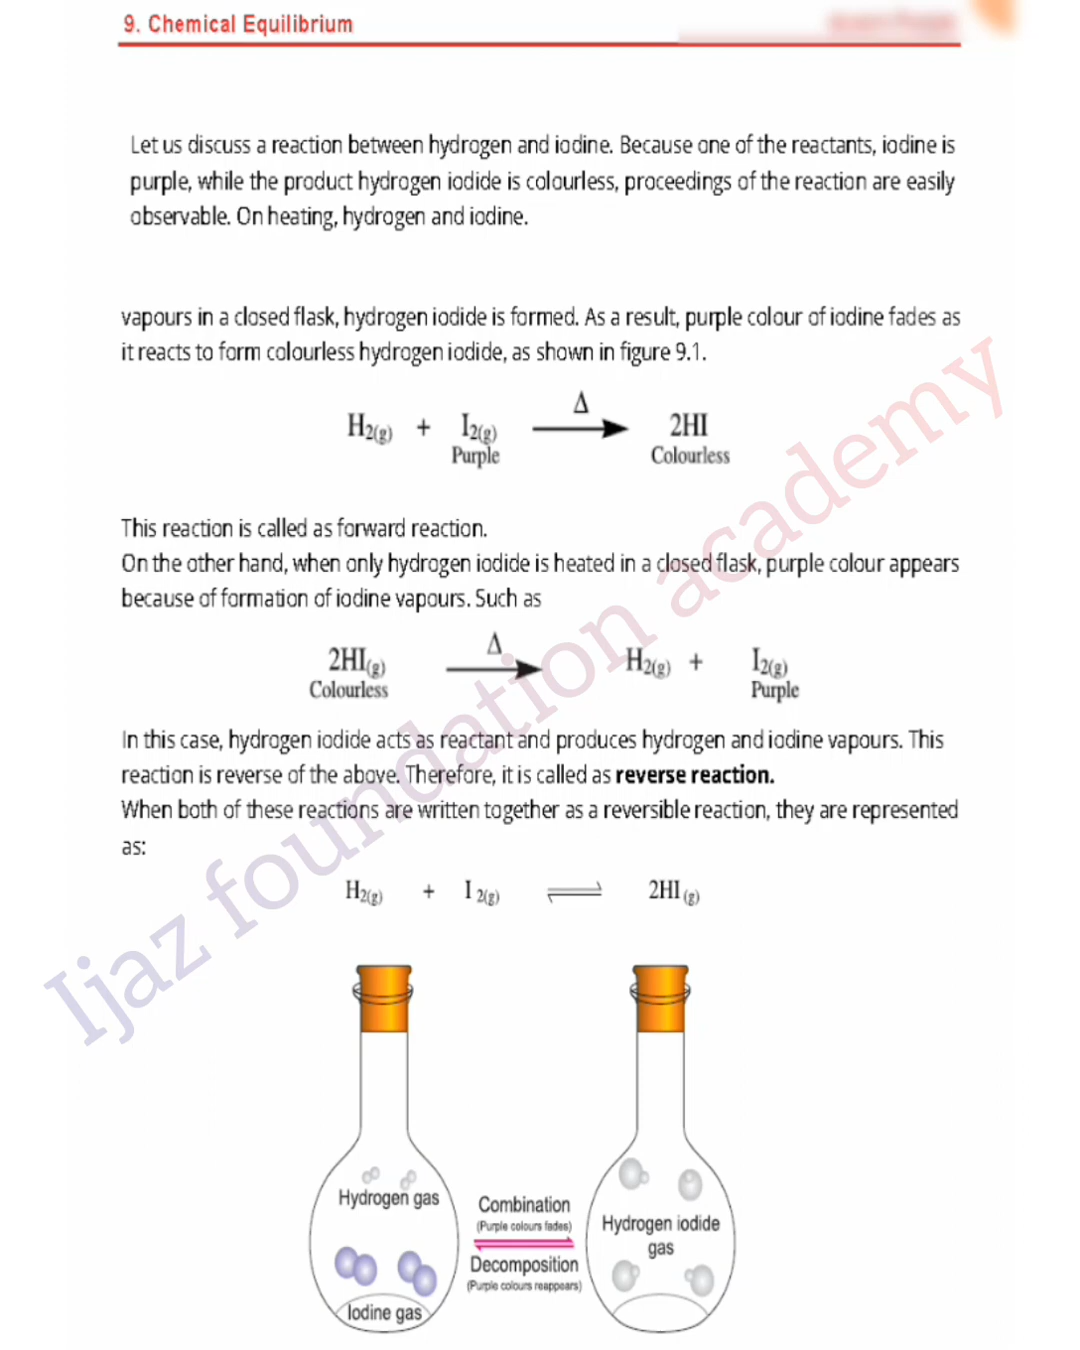 9. Chemical Equilibrium
Let us discuss a reaction between hydrogen and iodine. Because one of the reactants, iodine is
purple, while the product hydrogen iodide is colourless, proceedings of the reaction are easily
observable. On heating, hydrogen and iodine.
vapours in a closed flask, hydrogen iodide is formed. As a result, purple colour of iodine fades as
it reacts to form colourless hydrogen iodide, as shown in figure 9.1.
Δ
H₂(g) + I₂(g) → 2HI
Purple Colourless
This reaction is called as forward reaction.
On the other hand, when only hydrogen iodide is heated in a closed flask, purple colour appears
because of formation of iodine vapours. Such as
Δ
2HI(g) → H₂(g) + I₂(g)
Colourless Purple
In this case, hydrogen iodide acts as reactant and produces hydrogen and iodine vapours. This
reaction is reverse of the above. Therefore, it is called as reverse reaction.
When both of these reactions are written together as a reversible reaction, they are represented
as:
H₂(g) + I₂(g) ⇌ 2HI(g)
Hydrogen gas
Iodine gas
Combination
(Purple colours fades)
Decomposition
(Purple colours reappears)
Hydrogen iodide
gas
Ijaz foundation academy